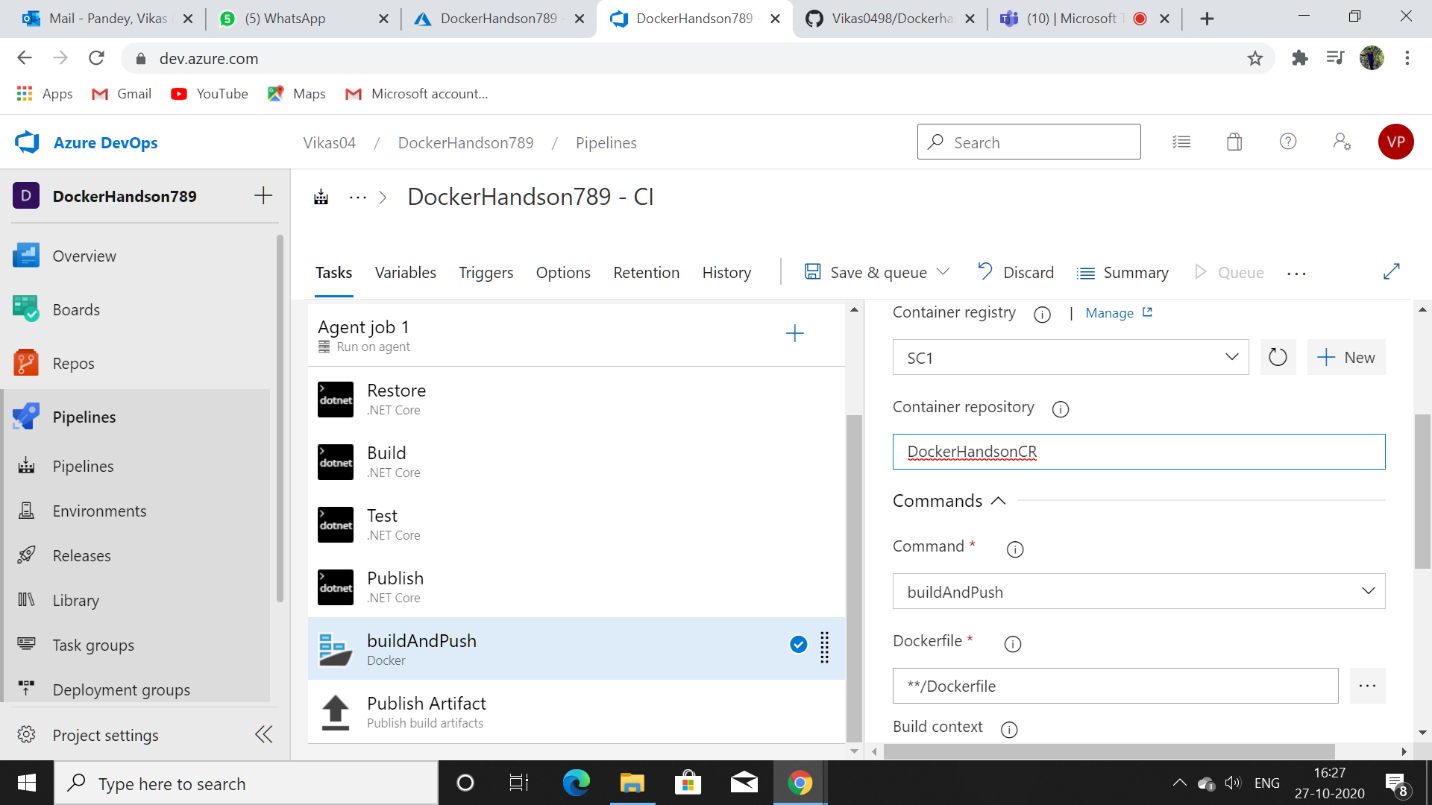 Mail - Pandey, Vikas
(5) WhatsApp
DockerHandson789 -
DockerHandson789
Vikas0498/Dockerha
(10) | Microsoft T
dev.azure.com
Apps
Gmail
YouTube
Maps
Microsoft account...
Azure DevOps
Vikas04 / DockerHandson789 / Pipelines
Search
VP
D
DockerHandson789
... > DockerHandson789 - CI
Overview
Boards
Repos
Pipelines
Pipelines
Environments
Releases
Library
Task groups
Deployment groups
Project settings
Tasks
Variables
Triggers
Options
Retention
History
Save & queue
Discard
Summary
Queue
...
Agent job 1
Run on agent
dotnet
Restore
.NET Core
dotnet
Build
.NET Core
dotnet
Test
.NET Core
dotnet
Publish
.NET Core
buildAndPush
Docker
Publish Artifact
Publish build artifacts
Container registry | Manage
SC1
New
Container repository
DockerHandsonCR
Commands
Command *
buildAndPush
Dockerfile *
**/Dockerfile
...
Build context
Type here to search
ENG
16:27
27-10-2020
8